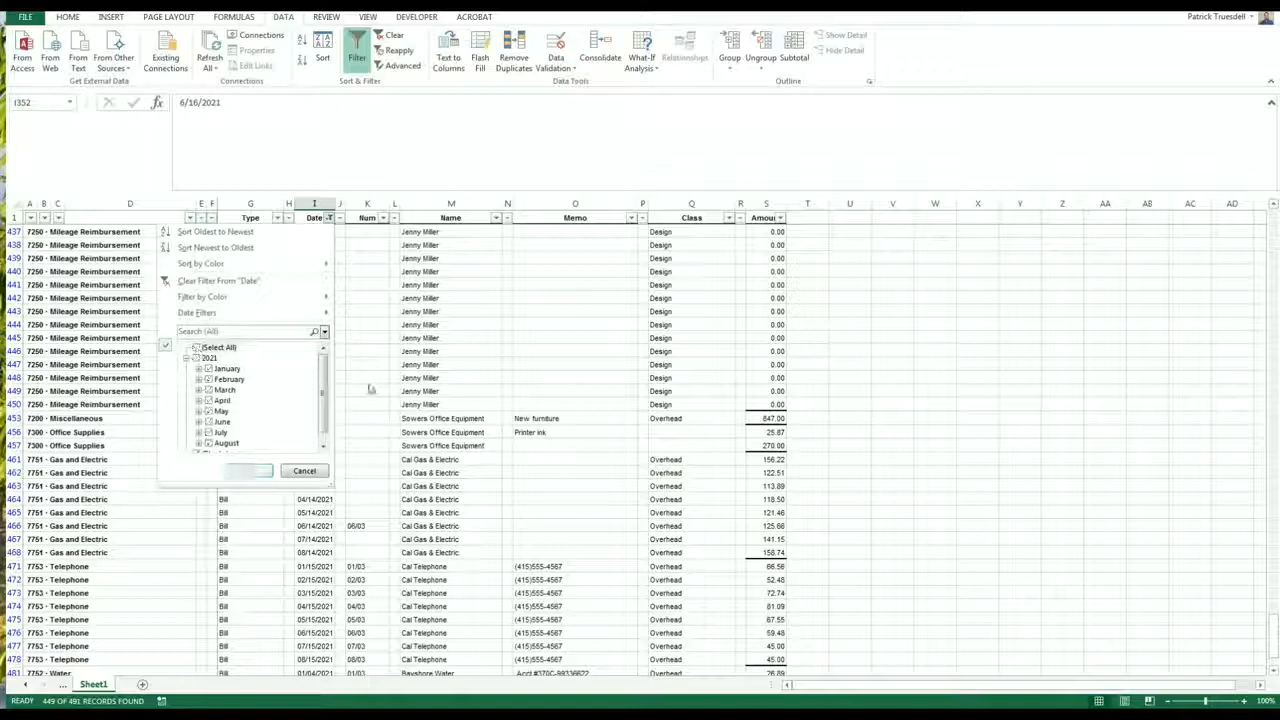 FILE HOME INSERT PAGE LAYOUT FORMULAS DATA REVIEW VIEW DEVELOPER ACROBAT Patrick Truesdell
From Access From Web From Text From Other Sources Existing Connections Refresh All Connections Properties Edit Links Sort Filter Clear Reapply Advanced Text to Columns Flash Fill Remove Duplicates Data Validation Consolidate What-If Analysis Relationships Group Ungroup Subtotal Show Detail Hide Detail
Get External Data Connections Sort & Filter Data Tools Outline
I352 fx 6/16/2021
A B C D E F G H I J K L M N O P Q R S T U V W X Y Z AA AB AC AD
1 Type Date Num Name Memo Class Amou
437 7250 · Mileage Reimbursement Jenny Miller Design 0.00
438 7250 · Mileage Reimbursement Jenny Miller Design 0.00
439 7250 · Mileage Reimbursement Jenny Miller Design 0.00
440 7250 · Mileage Reimbursement Jenny Miller Design 0.00
441 7250 · Mileage Reimbursement Jenny Miller Design 0.00
442 7250 · Mileage Reimbursement Jenny Miller Design 0.00
443 7250 · Mileage Reimbursement Jenny Miller Design 0.00
444 7250 · Mileage Reimbursement Jenny Miller Design 0.00
445 7250 · Mileage Reimbursement Jenny Miller Design 0.00
446 7250 · Mileage Reimbursement Jenny Miller Design 0.00
447 7250 · Mileage Reimbursement Jenny Miller Design 0.00
448 7250 · Mileage Reimbursement Jenny Miller Design 0.00
449 7250 · Mileage Reimbursement Jenny Miller Design 0.00
450 7250 · Mileage Reimbursement Jenny Miller Design 0.00
453 7200 · Miscellaneous Sowers Office Equipment New furniture Overhead 847.00
456 7300 · Office Supplies Sowers Office Equipment Printer ink 25.87
457 7300 · Office Supplies Sowers Office Equipment 270.00
461 7751 · Gas and Electric Cal Gas & Electric Overhead 156.22
462 7751 · Gas and Electric Cal Gas & Electric Overhead 122.51
463 7751 · Gas and Electric Cal Gas & Electric Overhead 113.89
464 7751 · Gas and Electric Bill 04/14/2021 Cal Gas & Electric Overhead 118.50
465 7751 · Gas and Electric Bill 05/14/2021 Cal Gas & Electric Overhead 121.46
466 7751 · Gas and Electric Bill 06/14/2021 06/03 Cal Gas & Electric Overhead 125.66
467 7751 · Gas and Electric Bill 07/14/2021 Cal Gas & Electric Overhead 141.15
468 7751 · Gas and Electric Bill 08/14/2021 Cal Gas & Electric Overhead 158.74
471 7753 · Telephone Bill 01/15/2021 01/03 Cal Telephone (415)555-4567 Overhead 66.56
472 7753 · Telephone Bill 02/15/2021 02/03 Cal Telephone (415)555-4567 Overhead 52.48
473 7753 · Telephone Bill 03/15/2021 03/03 Cal Telephone (415)555-4567 Overhead 72.74
474 7753 · Telephone Bill 04/15/2021 04/03 Cal Telephone (415)555-4567 Overhead 81.09
475 7753 · Telephone Bill 05/15/2021 05/03 Cal Telephone (415)555-4567 Overhead 67.55
476 7753 · Telephone Bill 06/15/2021 06/03 Cal Telephone (415)555-4567 Overhead 59.48
477 7753 · Telephone Bill 07/15/2021 07/03 Cal Telephone (415)555-4567 Overhead 45.00
478 7753 · Telephone Bill 08/15/2021 08/03 Cal Telephone (415)555-4567 Overhead 45.00
481 7752 · Water Bill 01/04/2021 01/03 Bayshore Water Acct #370C-99336622 Overhead 26.89
Sort Oldest to Newest
Sort Newest to Oldest
Sort by Color
Clear Filter From "Date"
Filter by Color
Date Filters
Search (All)
(Select All)
2021
January
February
March
April
May
June
July
August
Cancel
... Sheet1
READY 449 OF 491 RECORDS FOUND 100%